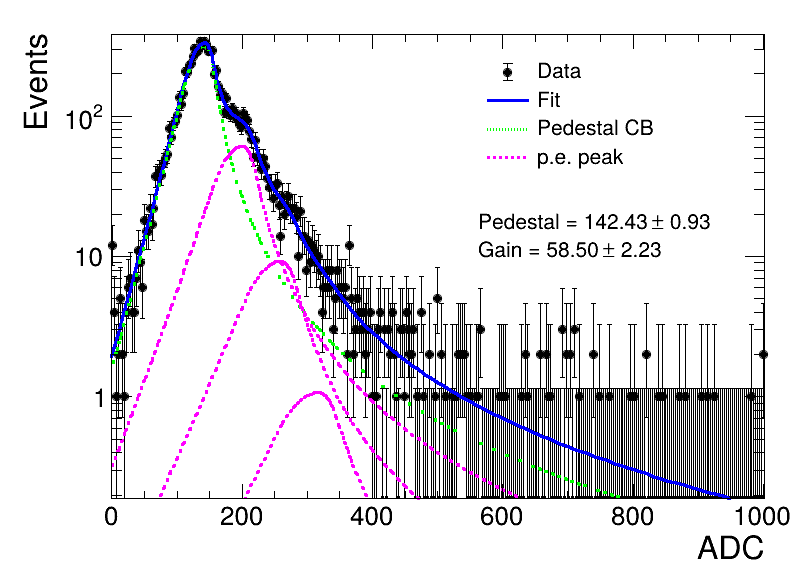 Events
10²
10
1
Data
Fit
Pedestal CB
p.e. peak
Pedestal = 142.43 ± 0.93
Gain = 58.50 ± 2.23
0 200 400 600 800 1000
ADC